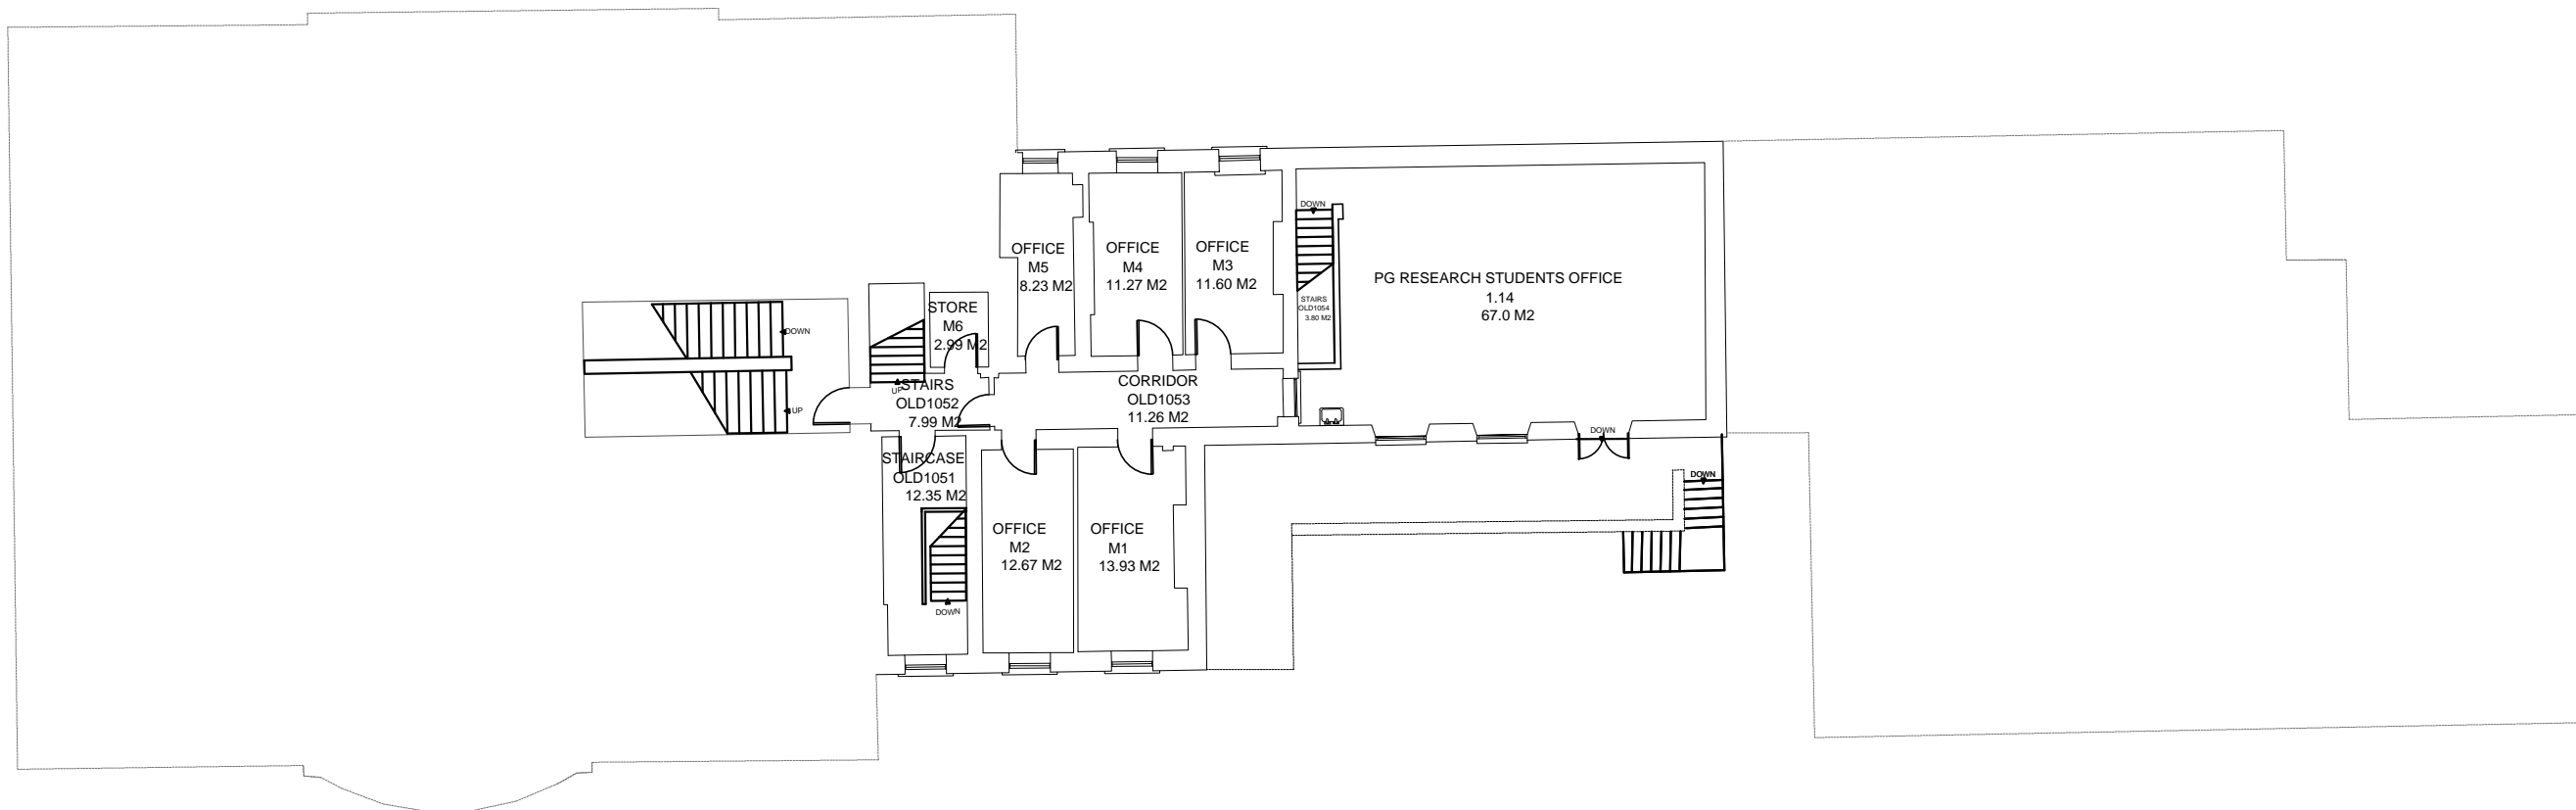 OFFICE
M5
8.23 M2
OFFICE
M4
11.27 M2
OFFICE
M3
11.60 M2
DOWN
STAIRS
OLD1054
3.80 M2
PG RESEARCH STUDENTS OFFICE
1.14
67.0 M2
STORE
M6
2.99 M2
DOWN
UP
UP
STAIRS
OLD1052
7.99 M2
CORRIDOR
OLD1053
11.26 M2
DOWN
DOWN
STAIRCASE
OLD1051
12.35 M2
DOWN
OFFICE
M2
12.67 M2
OFFICE
M1
13.93 M2